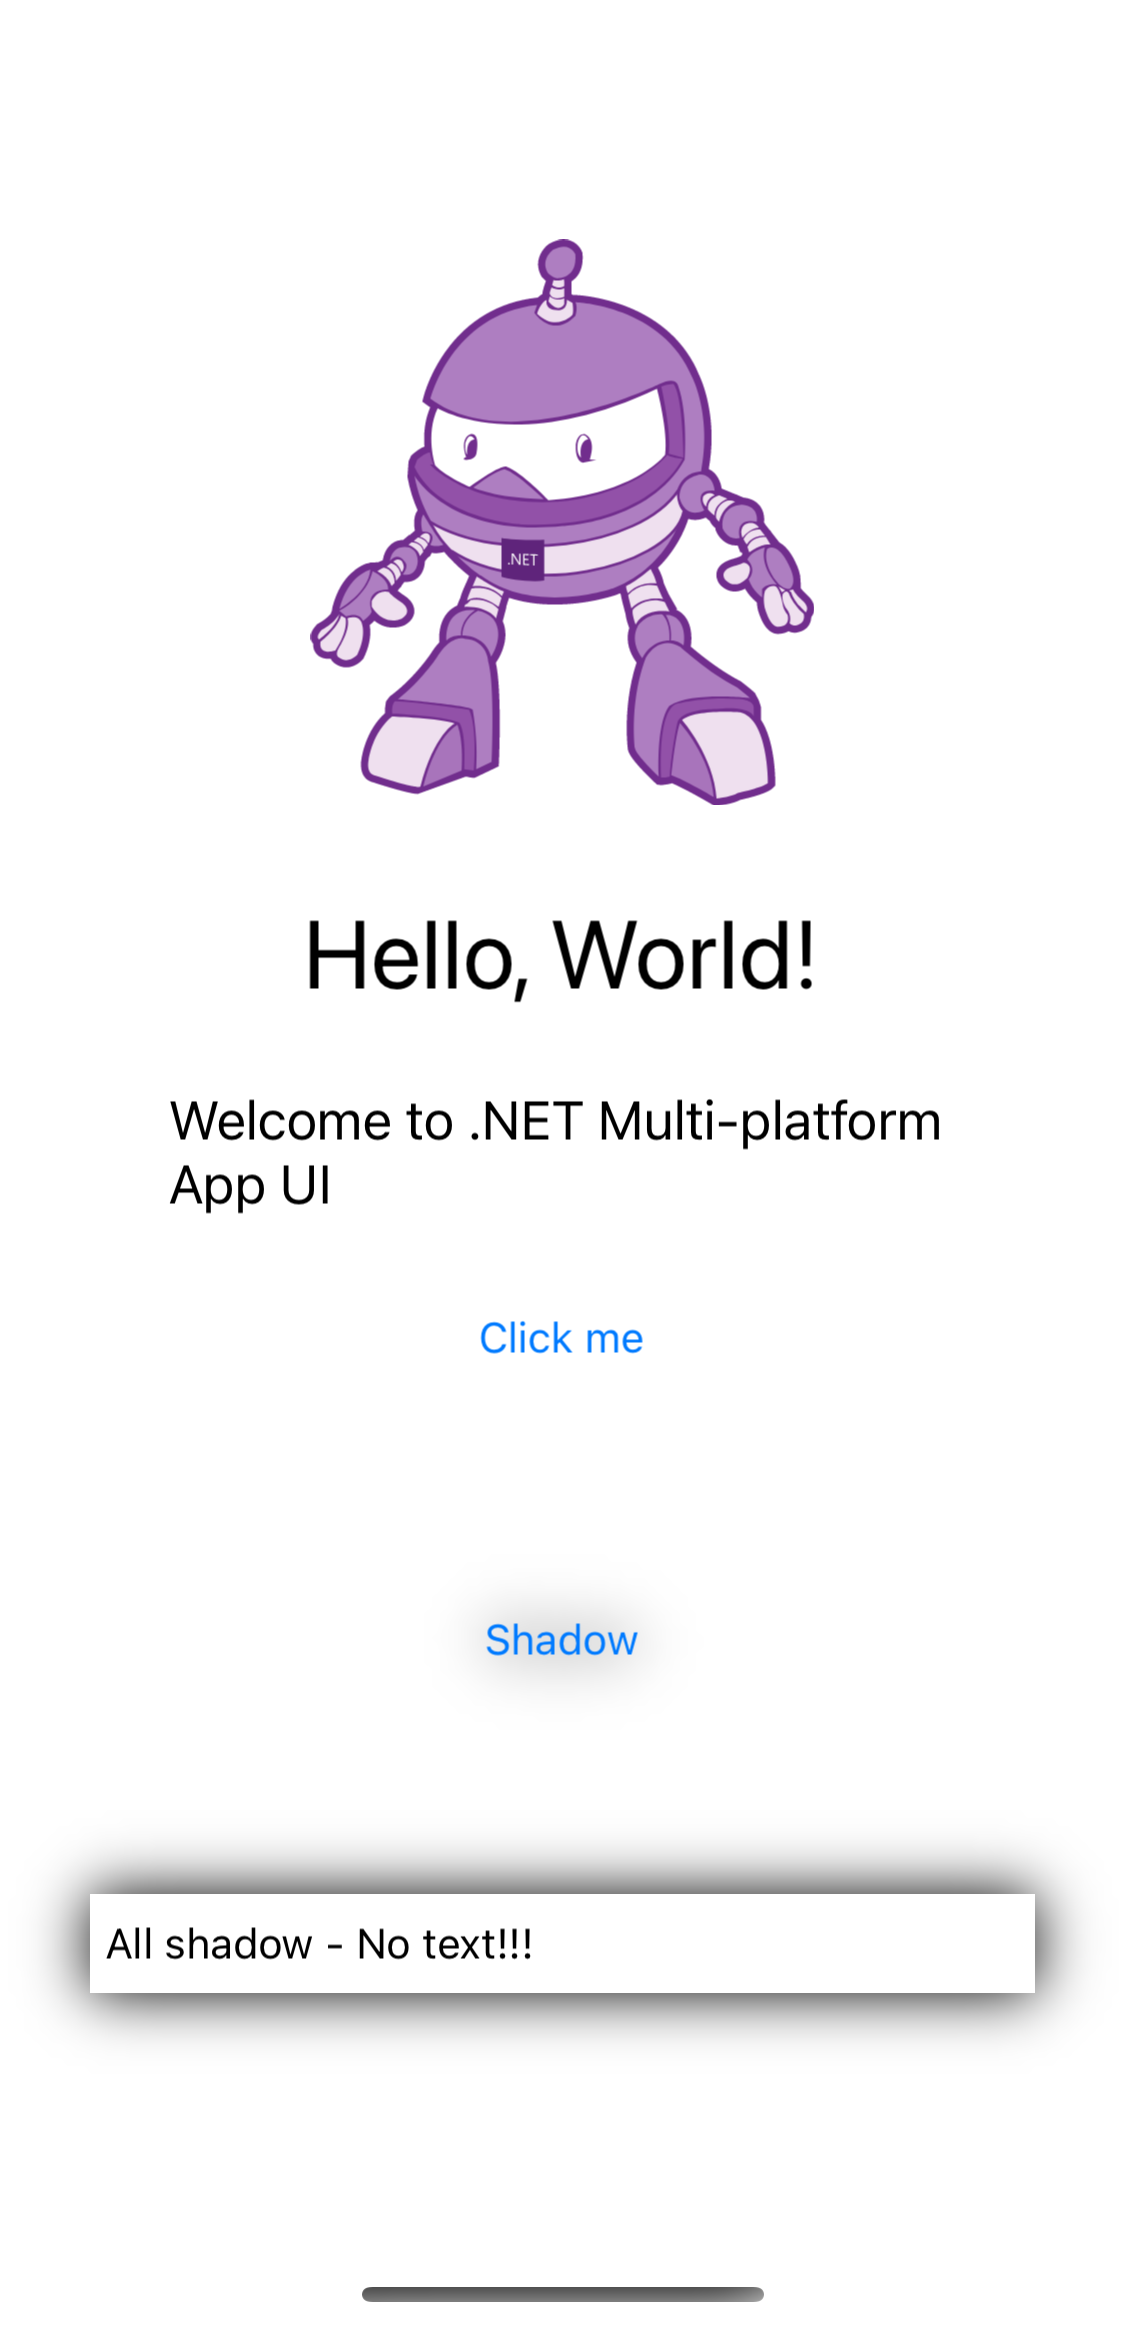 .NET
Hello, World!
Welcome to .NET Multi-platform
App UI
Click me
Shadow
All shadow - No text!!!